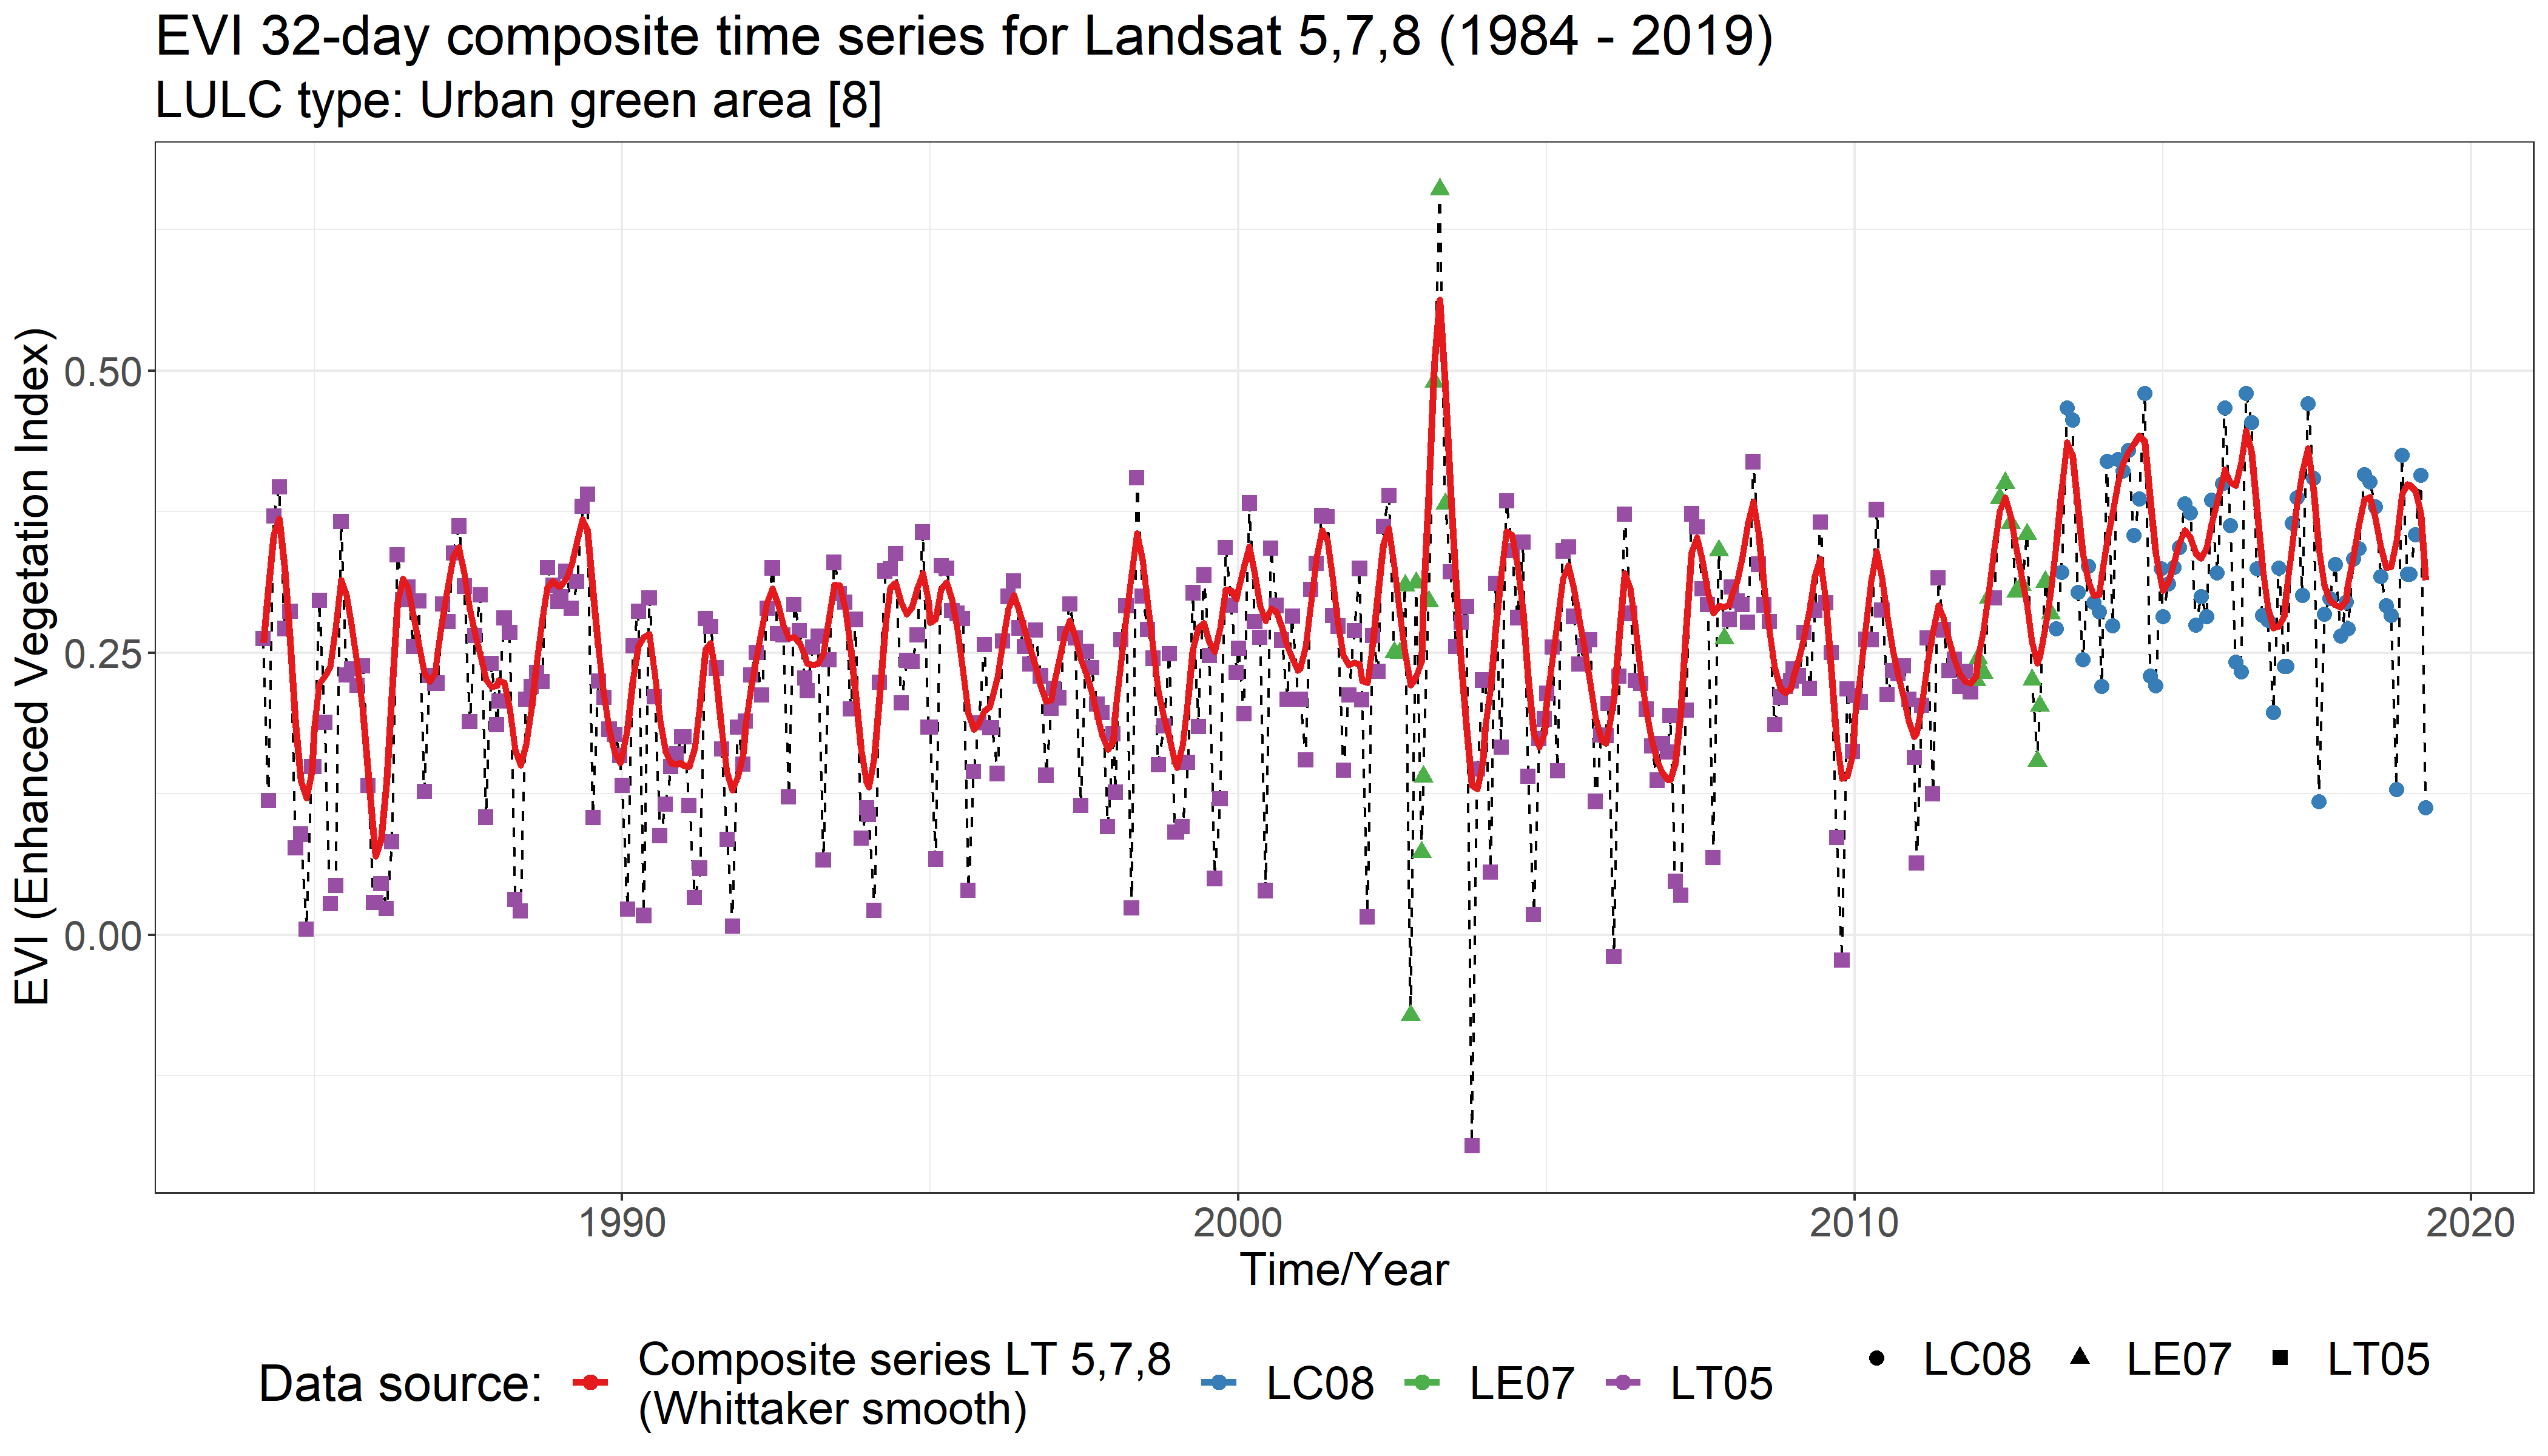 EVI 32-day composite time series for Landsat 5,7,8 (1984 - 2019)
LULC type: Urban green area [8]
EVI (Enhanced Vegetation Index)
0.50
0.25
0.00
1990 2000 2010 2020
Time/Year
Data source:
Composite series LT 5,7,8
(Whittaker smooth)
LC08 LE07 LT05
LC08 LE07 LT05